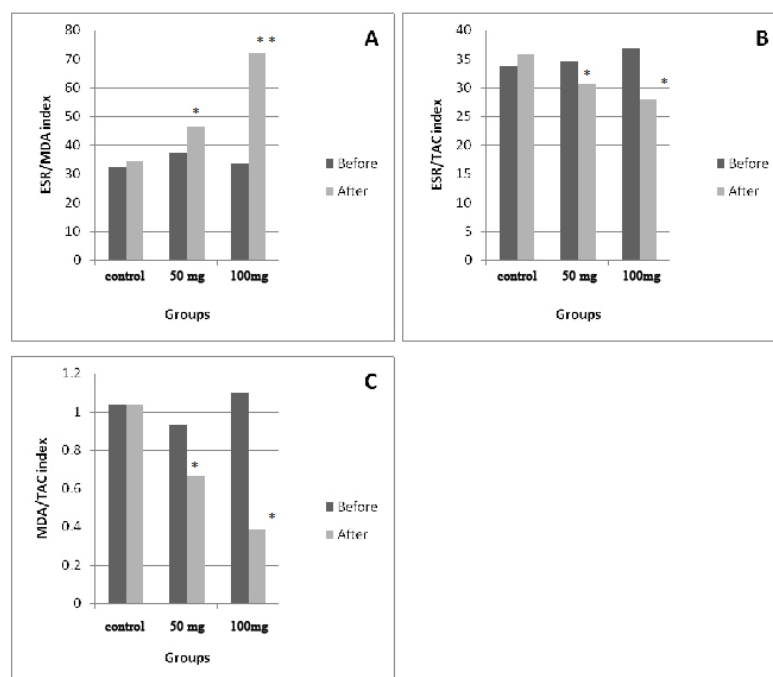 A
80
70
60
50
40
30
20
10
0
ESR/MDA index
*
* *
Before
After
control 50 mg 100mg
Groups
B
40
35
30
25
20
15
10
5
0
ESR/TAC index
*
*
Before
After
control 50 mg 100mg
Groups
C
1.2
1
0.8
0.6
0.4
0.2
0
MDA/TAC index
*
*
Before
After
control 50 mg 100mg
Groups